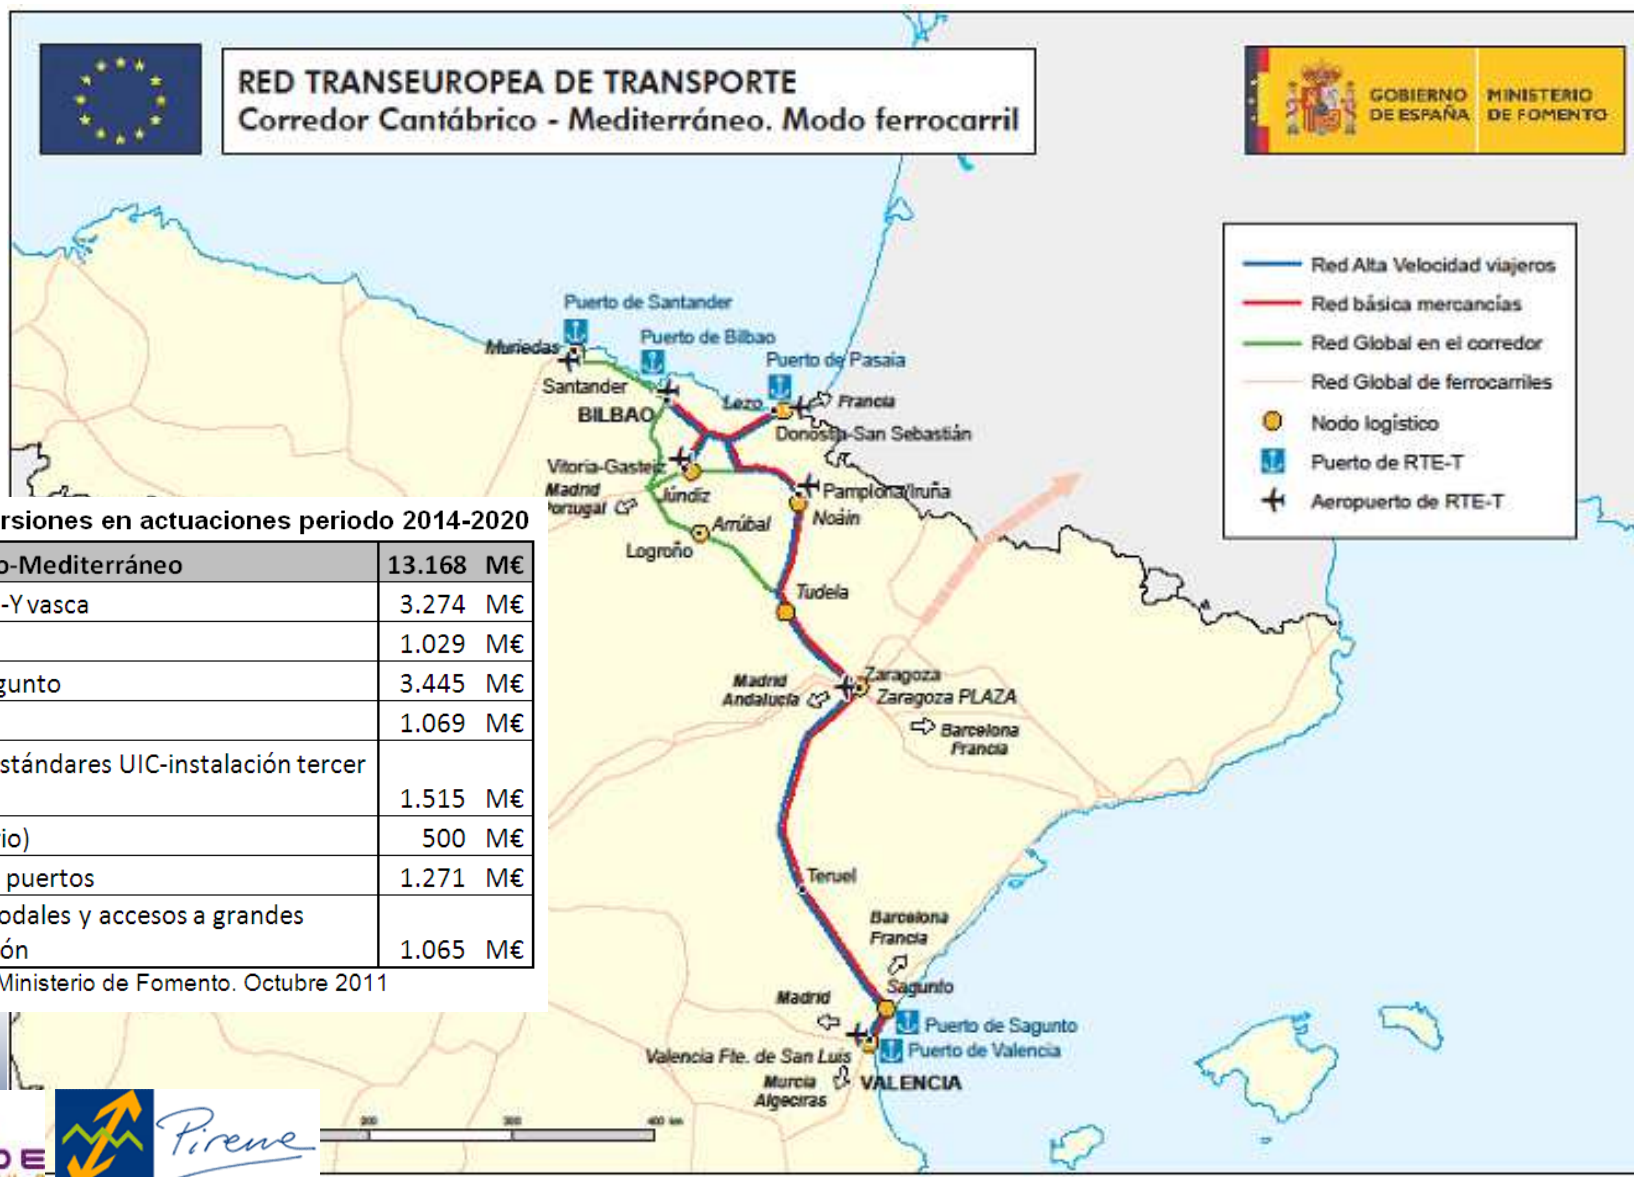 RED TRANSEUROPEA DE TRANSPORTE
Corredor Cantábrico - Mediterráneo. Modo ferrocarril
GOBIERNO
DE ESPAÑA
MINISTERIO
DE FOMENTO
Red Alta Velocidad viajeros
Red básica mercancías
Red Global en el corredor
Red Global de ferrocarriles
Nodo logístico
Puerto de RTE-T
Aeropuerto de RTE-T
Puerto de Santander
Puerto de Bilbao
Muriedas
Puerto de Pasaia
Santander
Lezo
Francia
BILBAO
Donostia-San Sebastián
Vitoria-Gasteiz
Madrid
Portugal
Júndiz
Pamplona/Iruña
Noáin
Arrúbal
Logroño
Tudela
Zaragoza
Madrid
Andalucía
Zaragoza PLAZA
Barcelona
Francia
Teruel
Barcelona
Francia
Sagunto
Madrid
Puerto de Sagunto
Valencia Fte. de San Luis
Puerto de Valencia
Murcia
Algeciras
VALENCIA
200
300
400 km
rsiones en actuaciones periodo 2014-2020
o-Mediterráneo 13.168 M€
-Y vasca 3.274 M€
1.029 M€
gunto 3.445 M€
1.069 M€
stándares UIC-instalación tercer
1.515 M€
io) 500 M€
puertos 1.271 M€
odales y accesos a grandes
ón 1.065 M€
Ministerio de Fomento. Octubre 2011
DE
Pirene